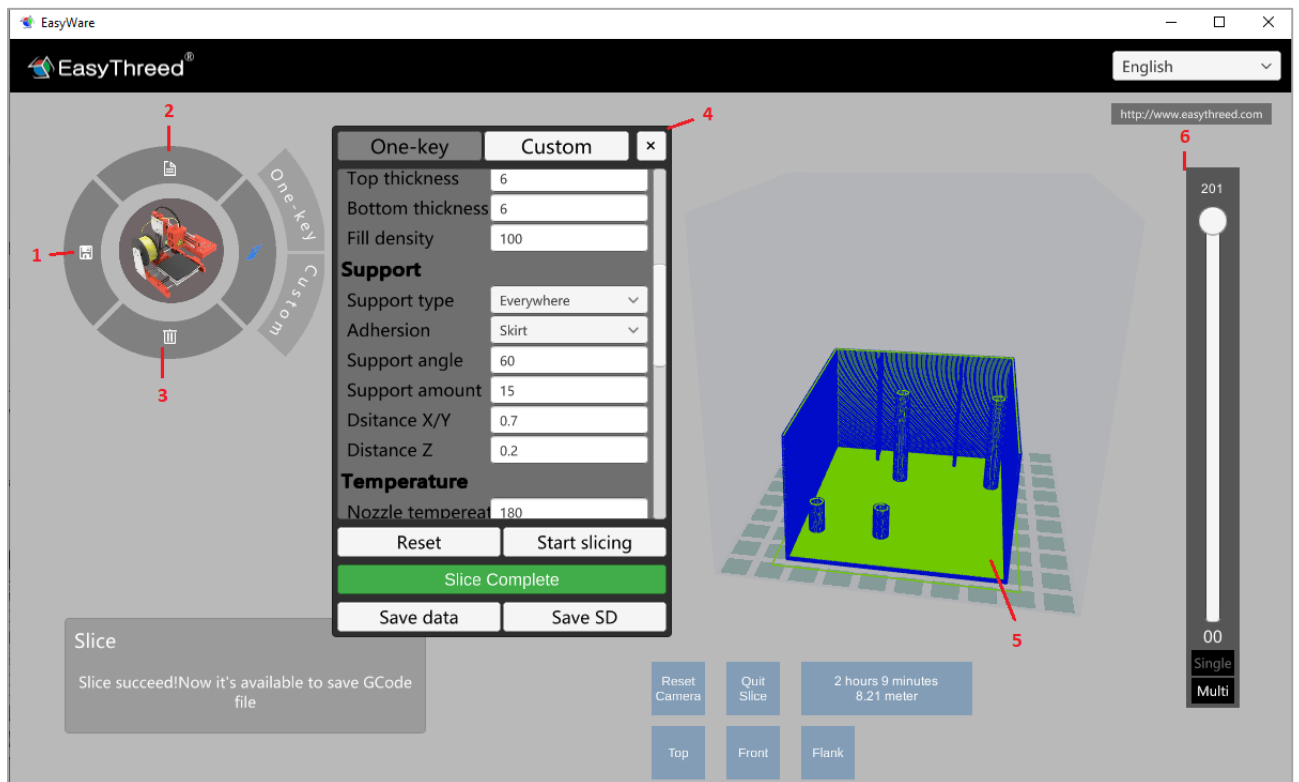 EasyWare
EasyThreed®
English
http://www.easythreed.com
2
4
6
1
3
5
One-key
Custom
One-key Custom ×
Top thickness 6
Bottom thickness 6
Fill density 100
Support
Support type Everywhere
Adhersion Skirt
Support angle 60
Support amount 15
Dsitance X/Y 0.7
Distance Z 0.2
Temperature
Nozzle tempereat 180
Reset Start slicing
Slice Complete
Save data Save SD
Slice
Slice succeed!Now it's available to save GCode
file
201
00
Single
Multi
Reset
Camera
Quit
Slice
2 hours 9 minutes
8.21 meter
Top Front Flank